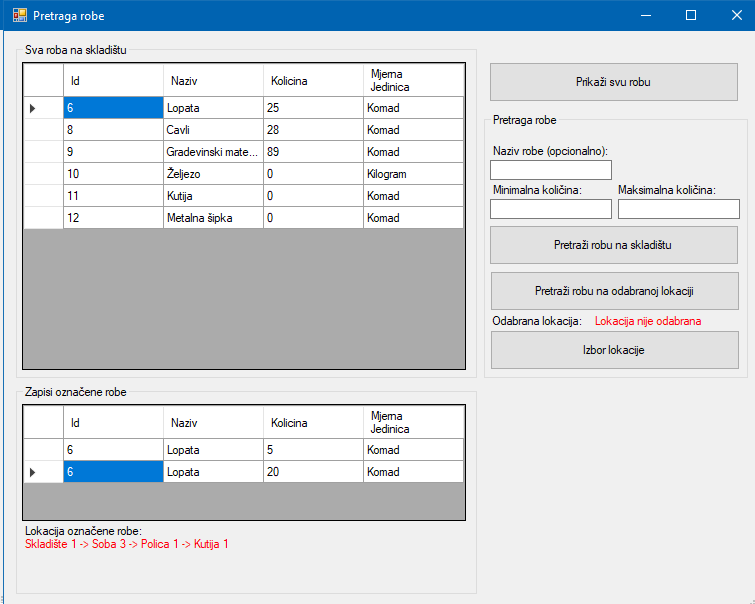 Pretraga robe
Sva roba na skladištu
Id Naziv Kolicina Mjerna
Jedinica
6 Lopata 25 Komad
8 Cavli 28 Komad
9 Građevinski mate... 89 Komad
10 Željezo 0 Kilogram
11 Kutija 0 Komad
12 Metalna šipka 0 Komad
Prikaži svu robu
Pretraga robe
Naziv robe (opcionalno):
Minimalna količina: Maksimalna količina:
Pretraži robu na skladištu
Pretraži robu na odabranoj lokaciji
Odabrana lokacija: Lokacija nije odabrana
Izbor lokacije
Zapisi označene robe
Id Naziv Kolicina Mjerna
Jedinica
6 Lopata 5 Komad
6 Lopata 20 Komad
Lokacija označene robe:
Skladište 1 -> Soba 3 -> Polica 1 -> Kutija 1